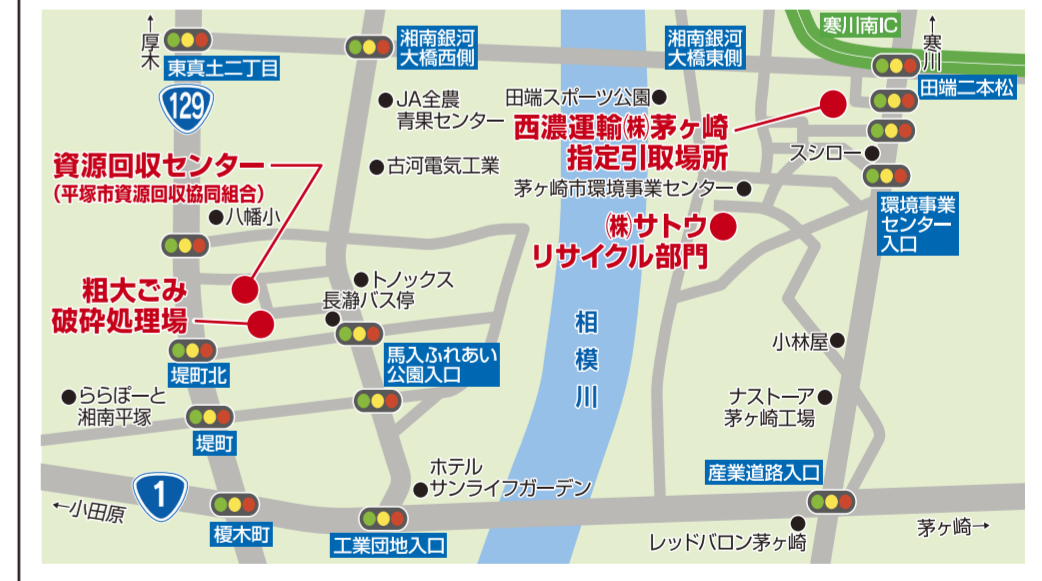 ←厚木
東真土二丁目
129
湘南銀河
大橋西側
湘南銀河
大橋東側
寒川南IC
←寒川
田端二本松
JA全農
青果センター
田端スポーツ公園
西濃運輸㈱茅ヶ崎
指定引取場所
スシロー
古河電気工業
茅ヶ崎市環境事業センター
資源回収センター
(平塚市資源回収協同組合)
八幡小
環境事業
センター
入口
㈱サトウ
リサイクル部門
トノックス
長瀞バス停
粗大ごみ
破砕処理場
馬入ふれあい
公園入口
相模川
小林屋
堤町北
ららぽーと
湘南平塚
堤町
ナストーア
茅ヶ崎工場
ホテル
サンライフガーデン
産業道路入口
1
←小田原
榎木町
工業団地入口
レッドバロン茅ヶ崎
茅ヶ崎→